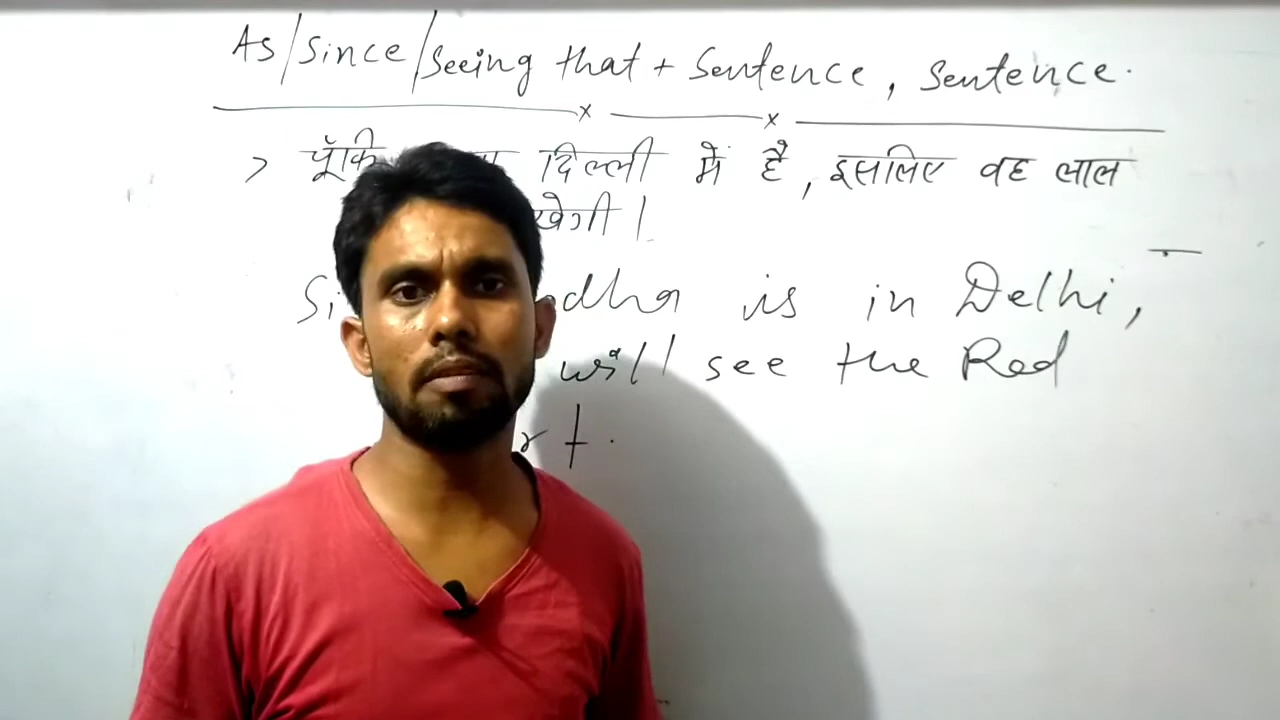 As/Since/Seeing that + Sentence, Sentence.
> चूँकि दिल्ली में है, इसलिए वह लाल
is in Delhi,
will see the Red